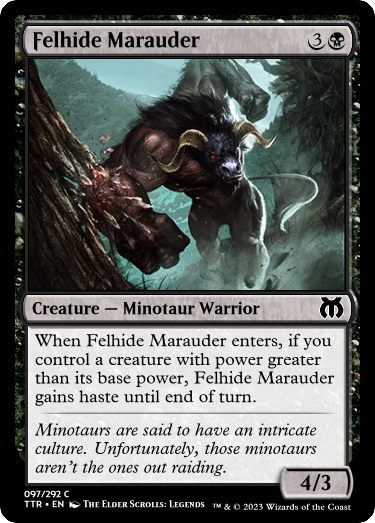 Felhide Marauder 3
Creature — Minotaur Warrior
When Felhide Marauder enters, if you
control a creature with power greater
than its base power, Felhide Marauder
gains haste until end of turn.
Minotaurs are said to have an intricate
culture. Unfortunately, those minotaurs
aren't the ones out raiding.
4/3
097/292 C
TTR • EN The Elder Scrolls: Legends ™ & © 2023 Wizards of the Coast